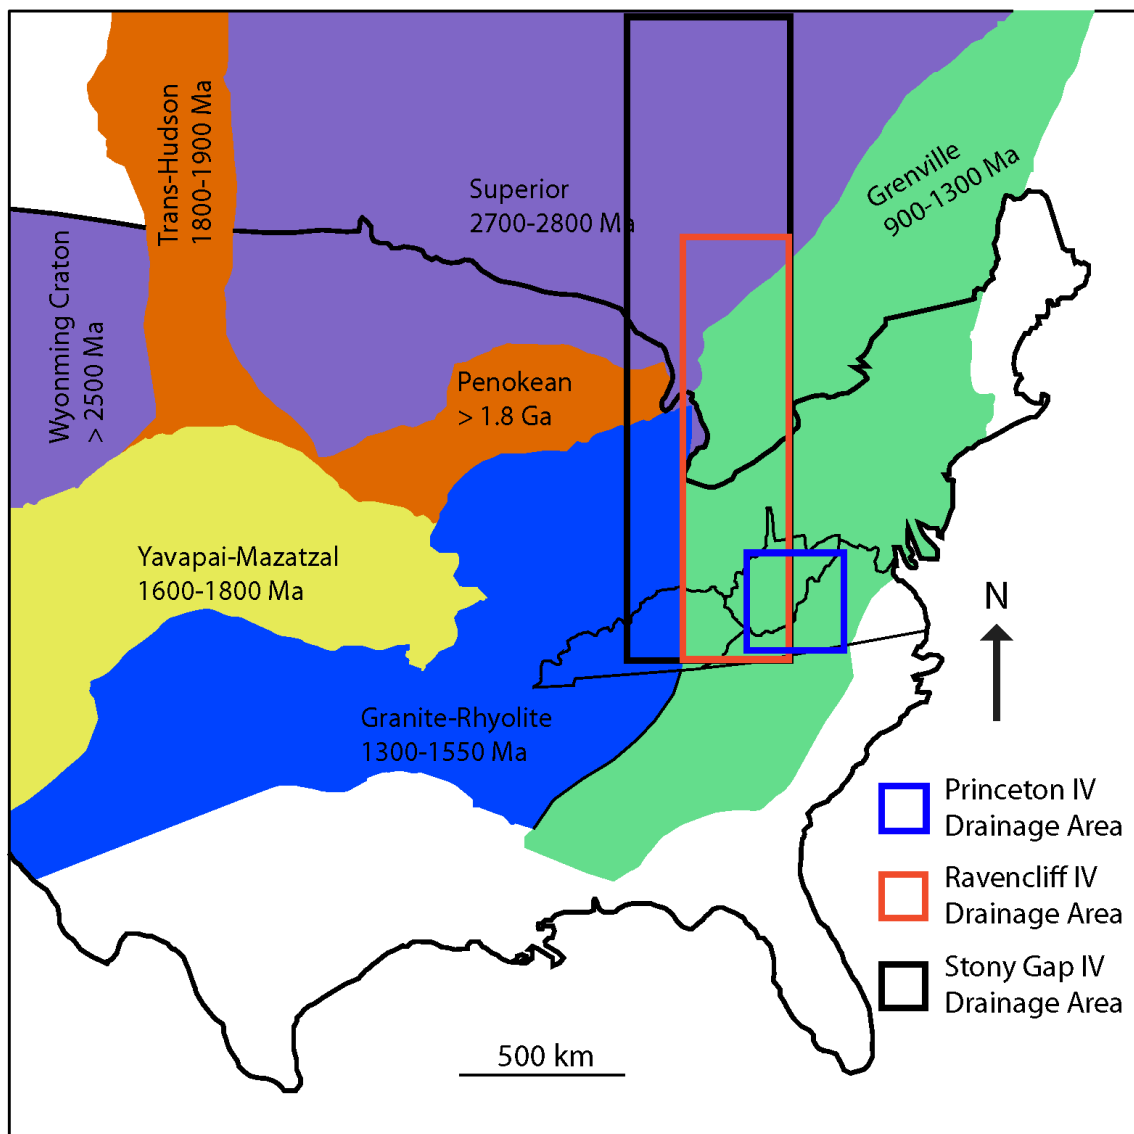 Trans-Hudson
1800-1900 Ma
Superior
2700-2800 Ma
Grenville
900-1300 Ma
Wyonming Craton
> 2500 Ma
Penokean
> 1.8 Ga
Yavapai-Mazatzal
1600-1800 Ma
N
Granite-Rhyolite
1300-1550 Ma
Princeton IV
Drainage Area
Ravencliff IV
Drainage Area
Stony Gap IV
Drainage Area
500 km